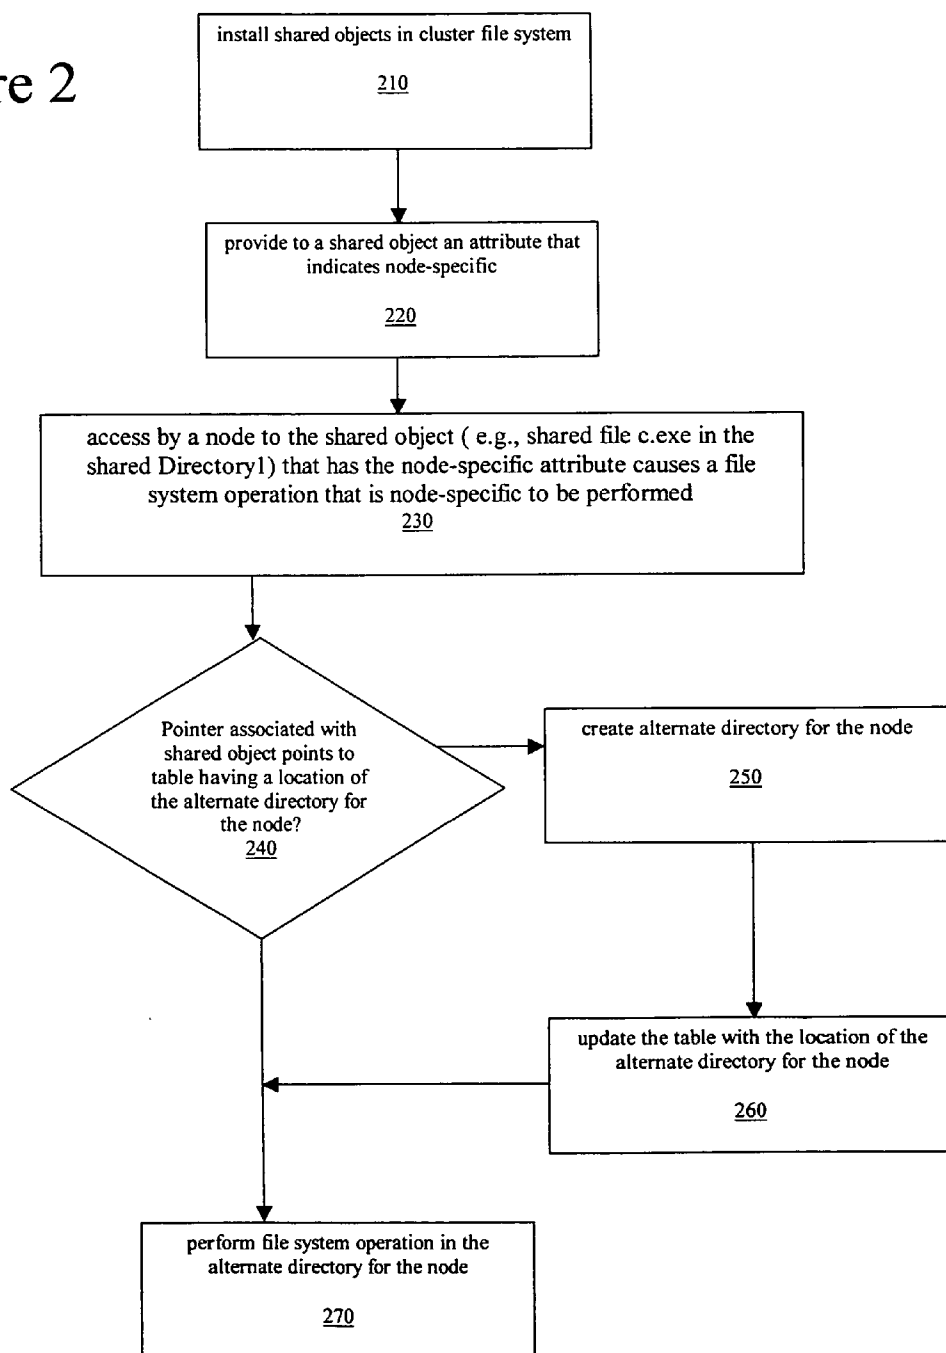 re 2
install shared objects in cluster file system
210
provide to a shared object an attribute that
indicates node-specific
220
access by a node to the shared object ( e.g., shared file c.exe in the
shared Directory1) that has the node-specific attribute causes a file
system operation that is node-specific to be performed
230
Pointer associated with
shared object points to
table having a location of
the alternate directory for
the node?
240
create alternate directory for the node
250
update the table with the location of the
alternate directory for the node
260
perform file system operation in the
alternate directory for the node
270